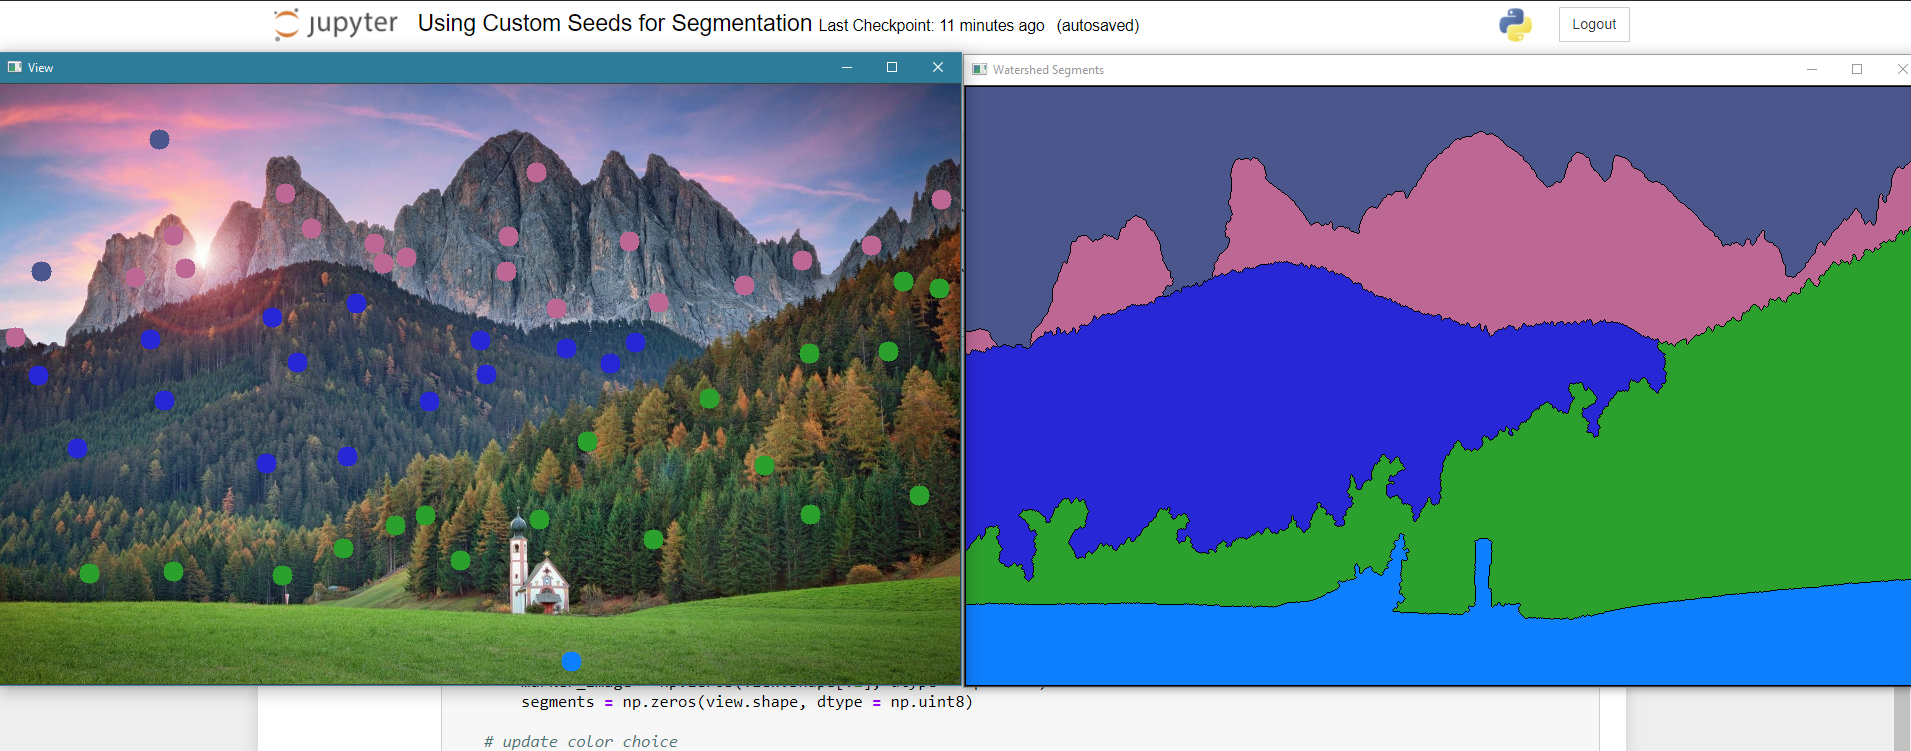 jupyter Using Custom Seeds for Segmentation Last Checkpoint: 11 minutes ago (autosaved)
Logout
View
Watershed Segments
segments = np.zeros(view.shape, dtype = np.uint8)
# update color choice